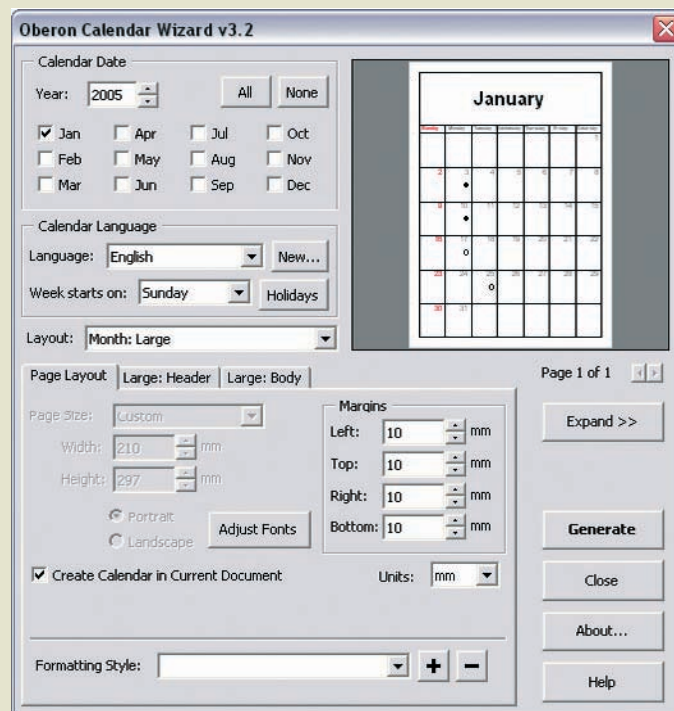 Oberon Calendar Wizard v3.2
Calendar Date
Year: 2005 All None
Jan Apr Jul Oct
Feb May Aug Nov
Mar Jun Sep Dec
Calendar Language
Language: English New...
Week starts on: Sunday Holidays
Layout: Month: Large
January
1
2 3 4 5 6 7 8
9 10 11 12 13 14 15
16 17 18 19 20 21 22
23 24 25 26 27 28 29
30 31
Page Layout Large: Header Large: Body
Page 1 of 1
Page Size: Custom
Width: 210 mm
Height: 297 mm
Portrait
Landscape
Adjust Fonts
Margins
Left: 10 mm
Top: 10 mm
Right: 10 mm
Bottom: 10 mm
Create Calendar in Current Document
Units: mm
Formatting Style:
Expand >>
Generate
Close
About...
Help